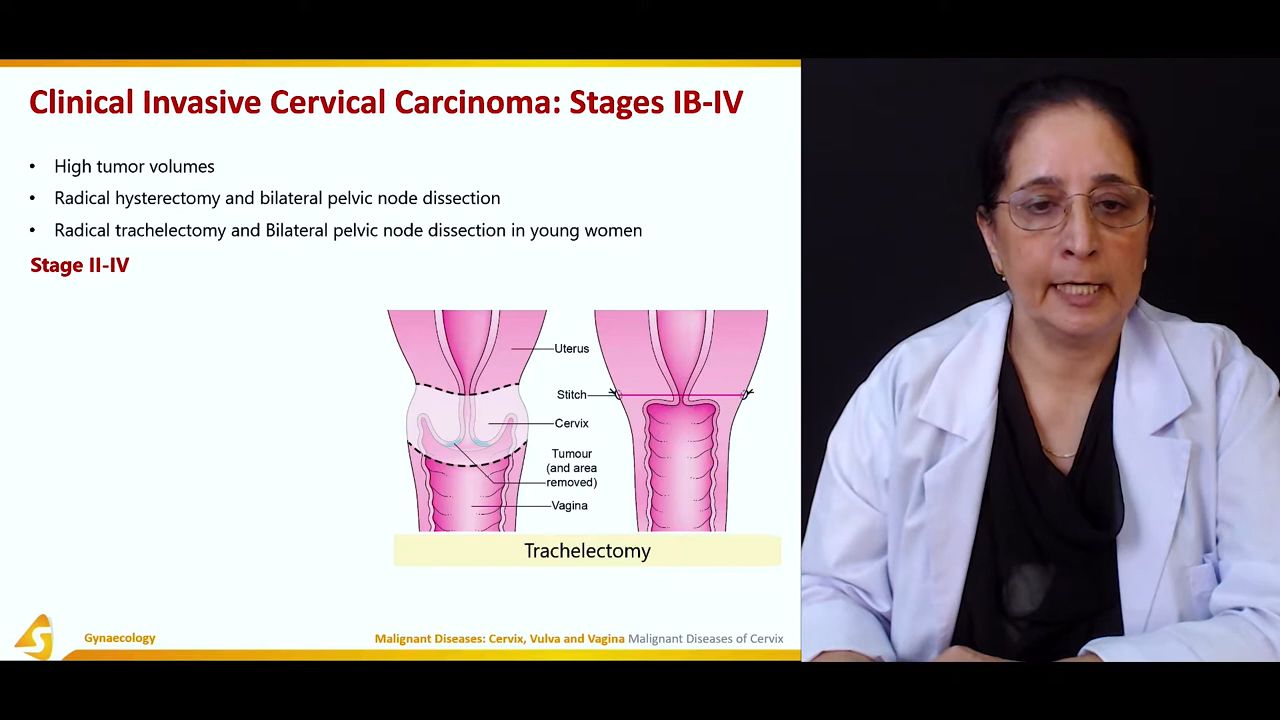 Clinical Invasive Cervical Carcinoma: Stages IB-IV
• High tumor volumes
• Radical hysterectomy and bilateral pelvic node dissection
• Radical trachelectomy and Bilateral pelvic node dissection in young women
Stage II-IV
Uterus
Stitch
Cervix
Tumour
(and area
removed)
Vagina
Trachelectomy
Gynaecology
Malignant Diseases: Cervix, Vulva and Vagina Malignant Diseases of Cervix